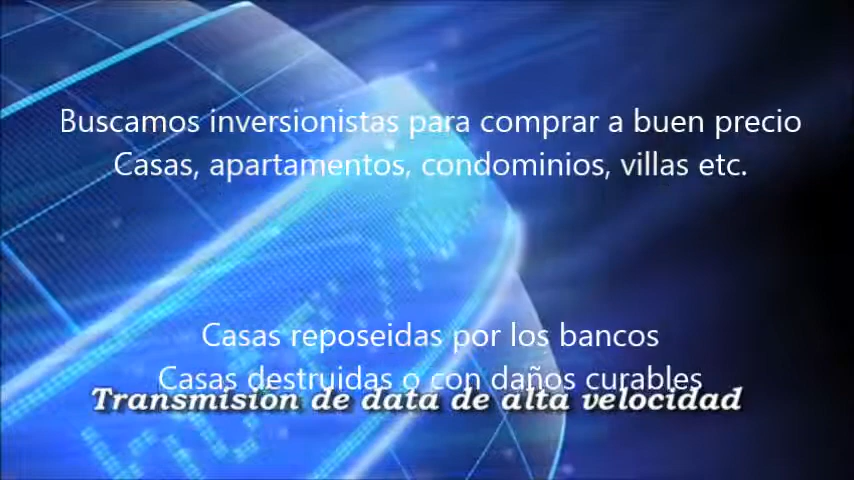 Buscamos inversionistas para comprar a buen precio
Casas, apartamentos, condominios, villas etc.
Casas reposeidas por los bancos
Casas destruidas o con daños curables
Transmisión de data de alta velocidad